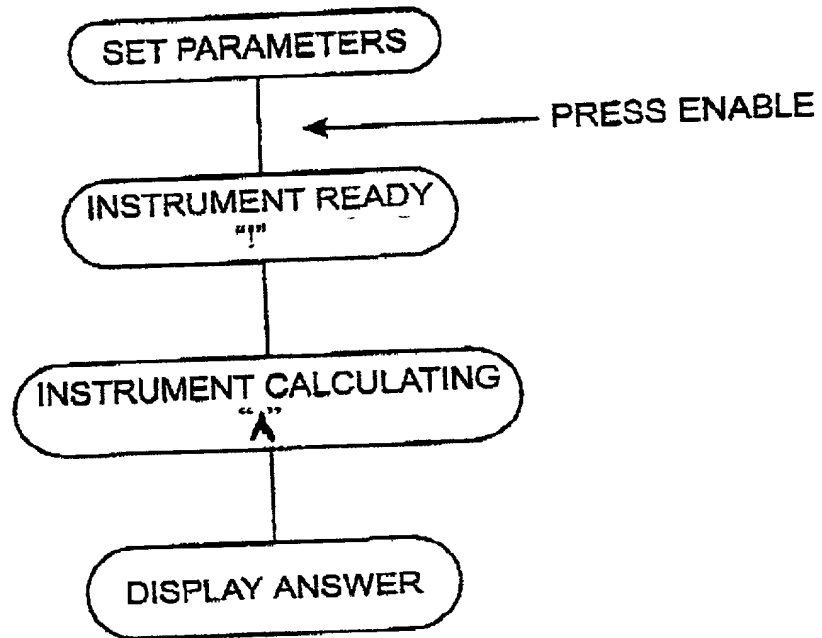 SET PARAMETERS
PRESS ENABLE
INSTRUMENT READY
"!"
INSTRUMENT CALCULATING
“⋏”
DISPLAY ANSWER